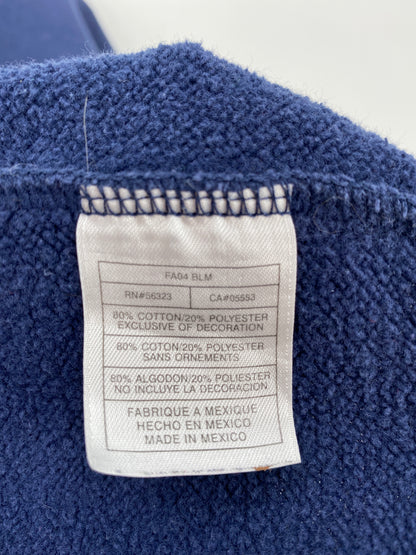 FA04 BLM
RN#56323 CA#05553
80% COTTON/20% POLYESTER
EXCLUSIVE OF DECORATION
80% COTON/20% POLYESTER
SANS ORNEMENTS
80% ALGODON/20% POLIESTER
NO INCLUYE LA DECORACION
FABRIQUE A MEXIQUE
HECHO EN MEXICO
MADE IN MEXICO